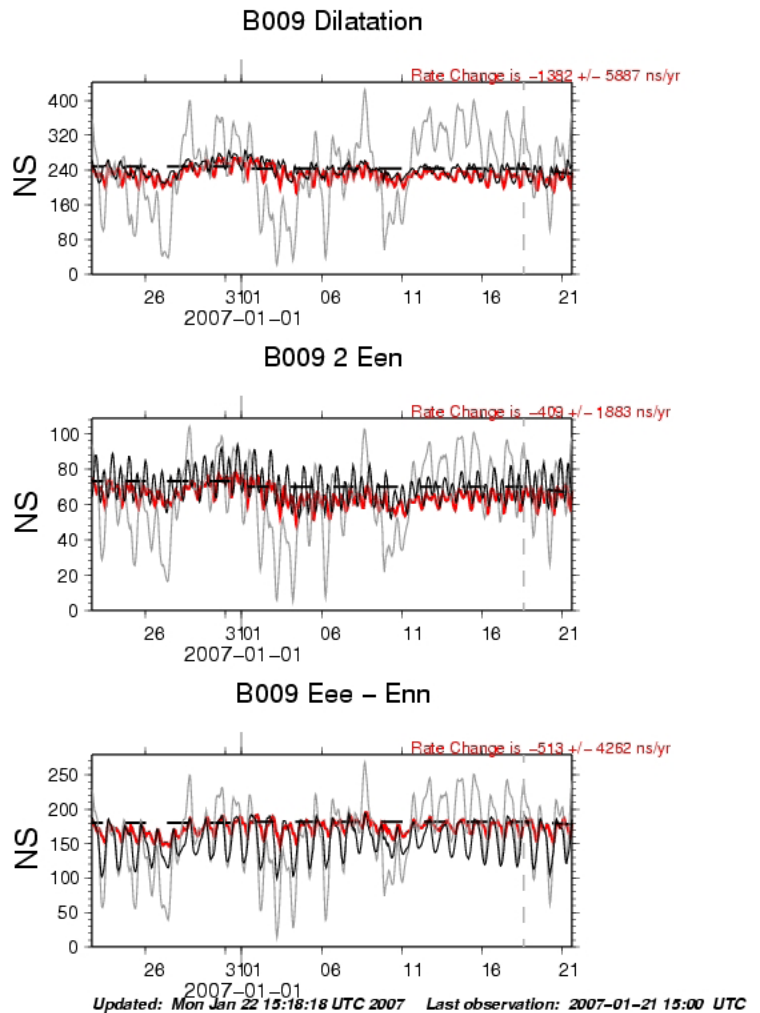 B009 Dilatation
Rate Change is −1382 +/− 5887 ns/yr
400
320
240
160
80
0
NS
26 3101 06 11 16 21
2007−01−01
B009 2 Een
Rate Change is −409 +/− 1883 ns/yr
100
80
60
40
20
0
NS
26 3101 06 11 16 21
2007−01−01
B009 Eee − Enn
Rate Change is −513 +/− 4262 ns/yr
250
200
150
100
50
0
NS
26 3101 06 11 16 21
2007−01−01
Updated: Mon Jan 22 15:18:18 UTC 2007 Last observation: 2007−01−21 15:00 UTC